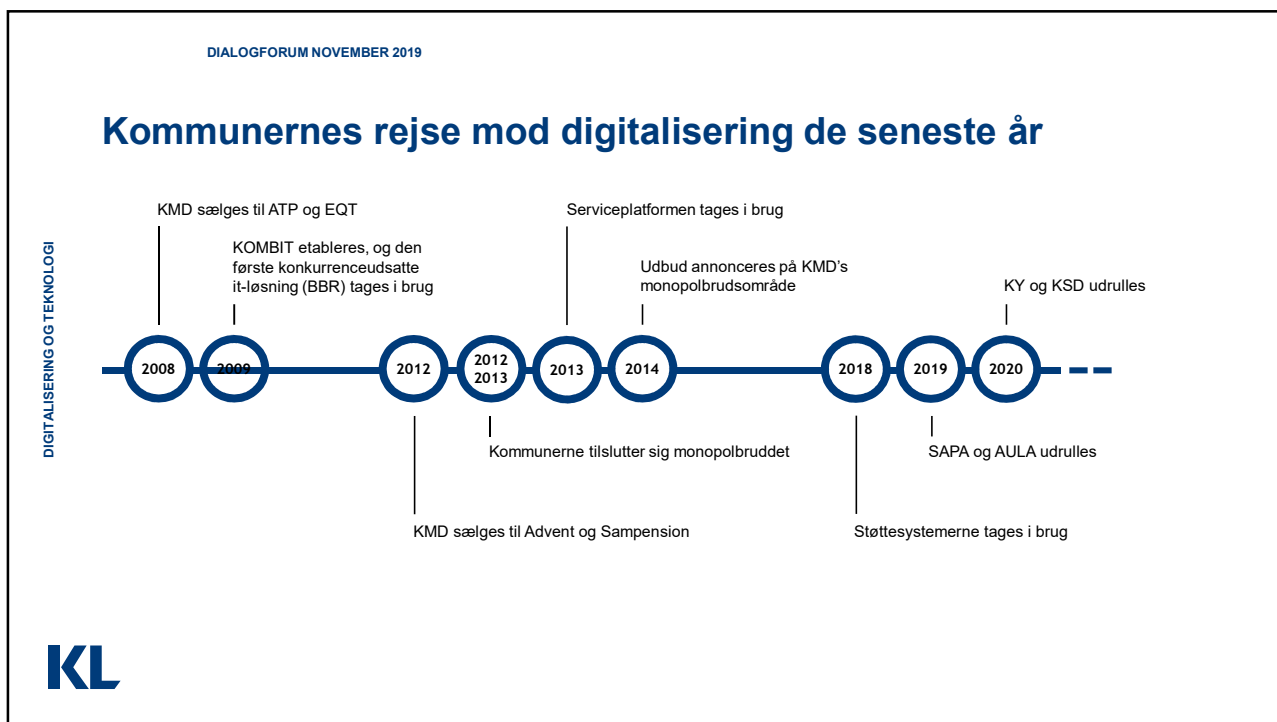 DIALOGFORUM NOVEMBER 2019
Kommunernes rejse mod digitalisering de seneste år
DIGITALISERING OG TEKNOLOGI
KMD sælges til ATP og EQT
KOMBIT etableres, og den
første konkurrenceudsatte
it-løsning (BBR) tages i brug
Serviceplatformen tages i brug
Udbud annonceres på KMD's
monopolbrudsområde
KY og KSD udrulles
2008
2009
2012
2012
2013
2013
2014
2018
2019
2020
Kommunerne tilslutter sig monopolbruddet
SAPA og AULA udrulles
KMD sælges til Advent og Sampension
Støttesystemerne tages i brug
KL